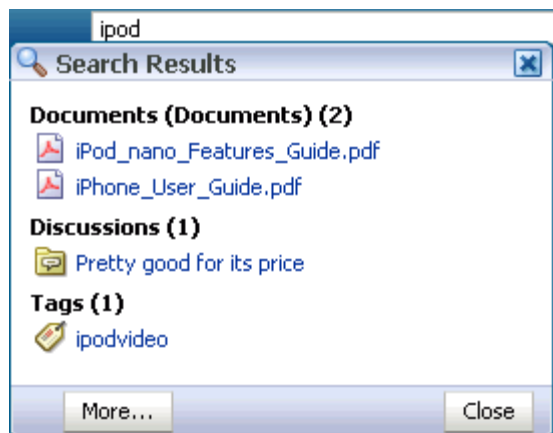 ipod
Search Results
Documents (Documents) (2)
iPod_nano_Features_Guide.pdf
iPhone_User_Guide.pdf
Discussions (1)
Pretty good for its price
Tags (1)
ipodvideo
More... Close